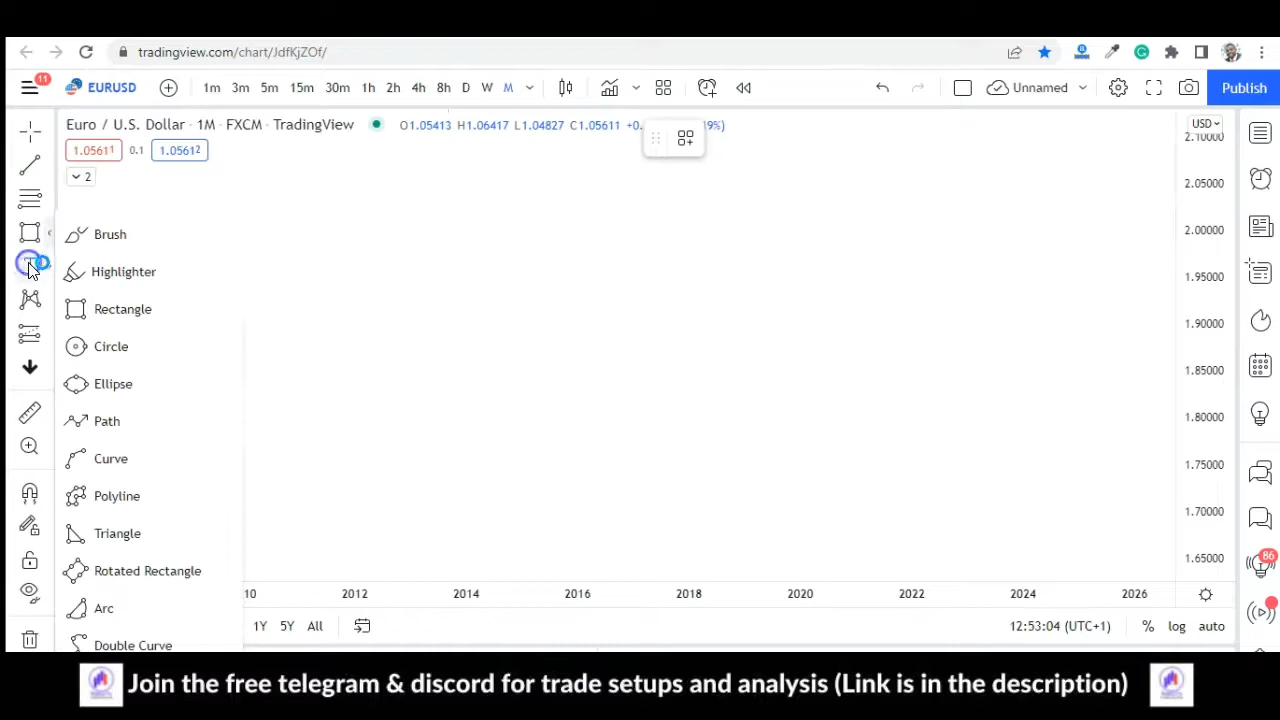 tradingview.com/chart/JdfKjZOf/
11 EURUSD 1m 3m 5m 15m 30m 1h 2h 4h 8h D W M Unnamed Publish
Euro / U.S. Dollar · 1M · FXCM · TradingView O1.05413 H1.06417 L1.04827 C1.05611 +0. 9%)
USD
2.10000
1.05611 0.1 1.05612
2
2.05000
Brush
2.00000
Highlighter
1.95000
Rectangle
1.90000
Circle
1.85000
Ellipse
Path
1.80000
Curve
1.75000
Polyline
1.70000
Triangle
1.65000
86
Rotated Rectangle
10 2012 2014 2016 2018 2020 2022 2024 2026
Arc
1Y 5Y All 12:53:04 (UTC+1) % log auto
Double Curve
Join the free telegram & discord for trade setups and analysis (Link is in the description)